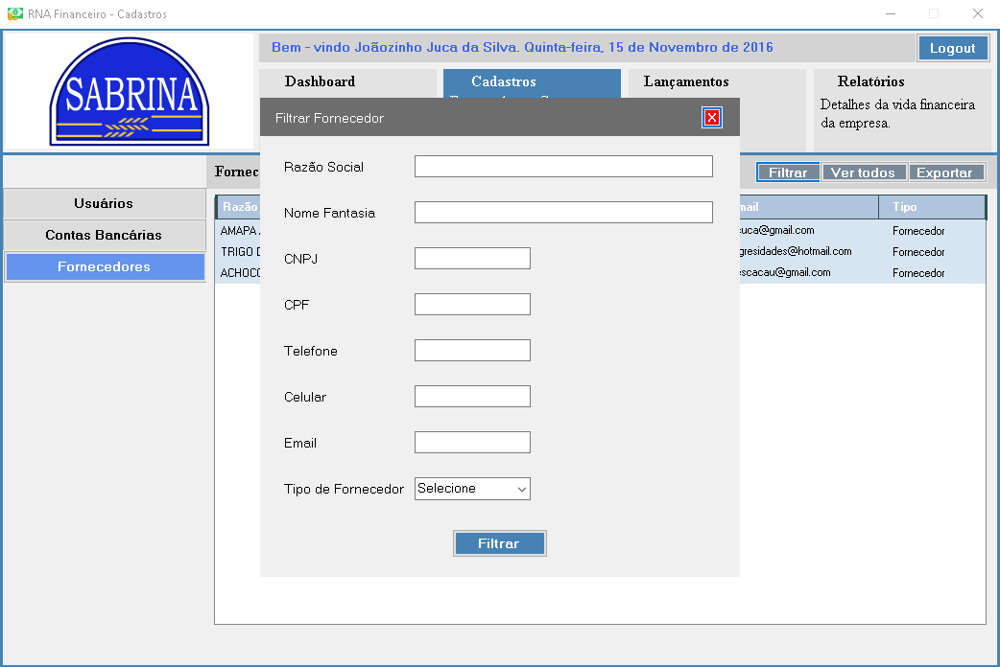 RNA Financeiro - Cadastros
SABRINA
Bem - vindo Joãozinho Juca da Silva. Quinta-feira, 15 de Novembro de 2016
Logout
Dashboard
Cadastros
Lançamentos
Relatórios
Detalhes da vida financeira
da empresa.
Filtrar Fornecedor
X
Fornec
Filtrar
Ver todos
Exportar
Usuários
Contas Bancárias
Fornecedores
Razão
mail
Tipo
AMAPA
cuca@gmail.com
Fornecedor
TRIGO D
gresidades@hotmail.com
Fornecedor
ACHOCO
escacau@gmail.com
Fornecedor
Razão Social
Nome Fantasia
CNPJ
CPF
Telefone
Celular
Email
Tipo de Fornecedor
Selecione
Filtrar